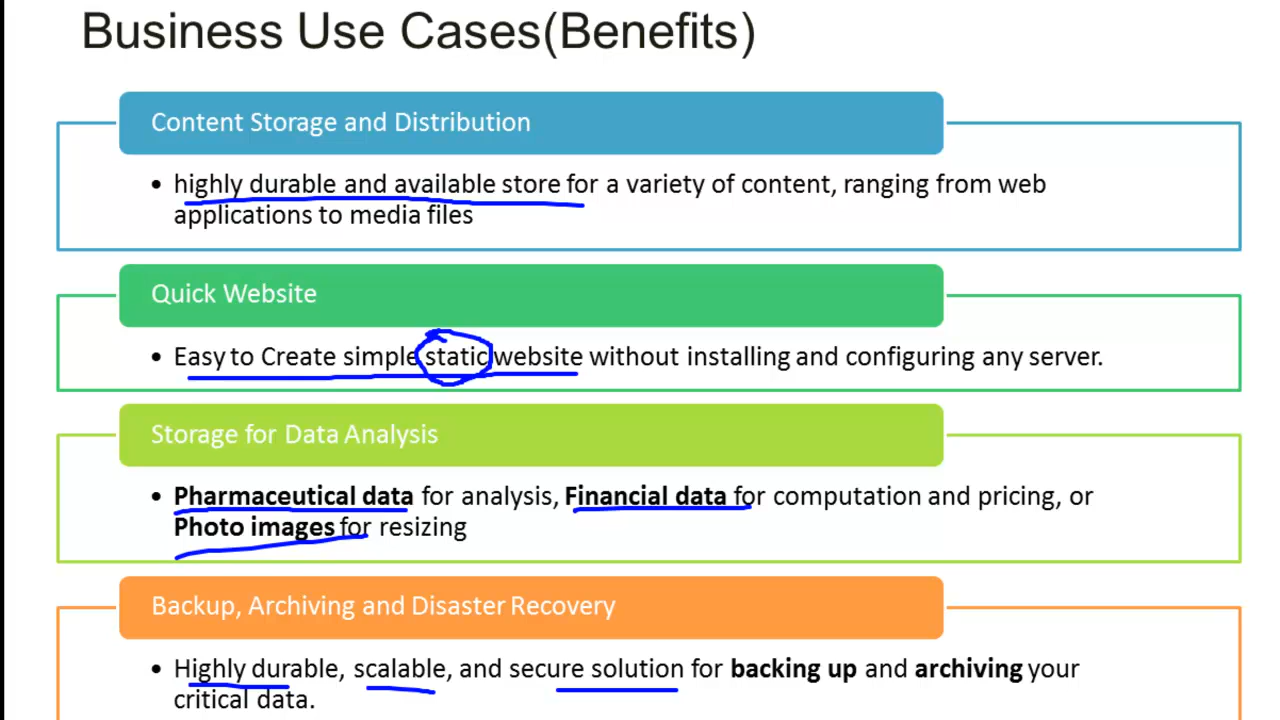 Business Use Cases(Benefits)
Content Storage and Distribution
• highly durable and available store for a variety of content, ranging from web
applications to media files
Quick Website
• Easy to Create simple static website without installing and configuring any server.
Storage for Data Analysis
• Pharmaceutical data for analysis, Financial data for computation and pricing, or
Photo images for resizing
Backup, Archiving and Disaster Recovery
• Highly durable, scalable, and secure solution for backing up and archiving your
critical data.